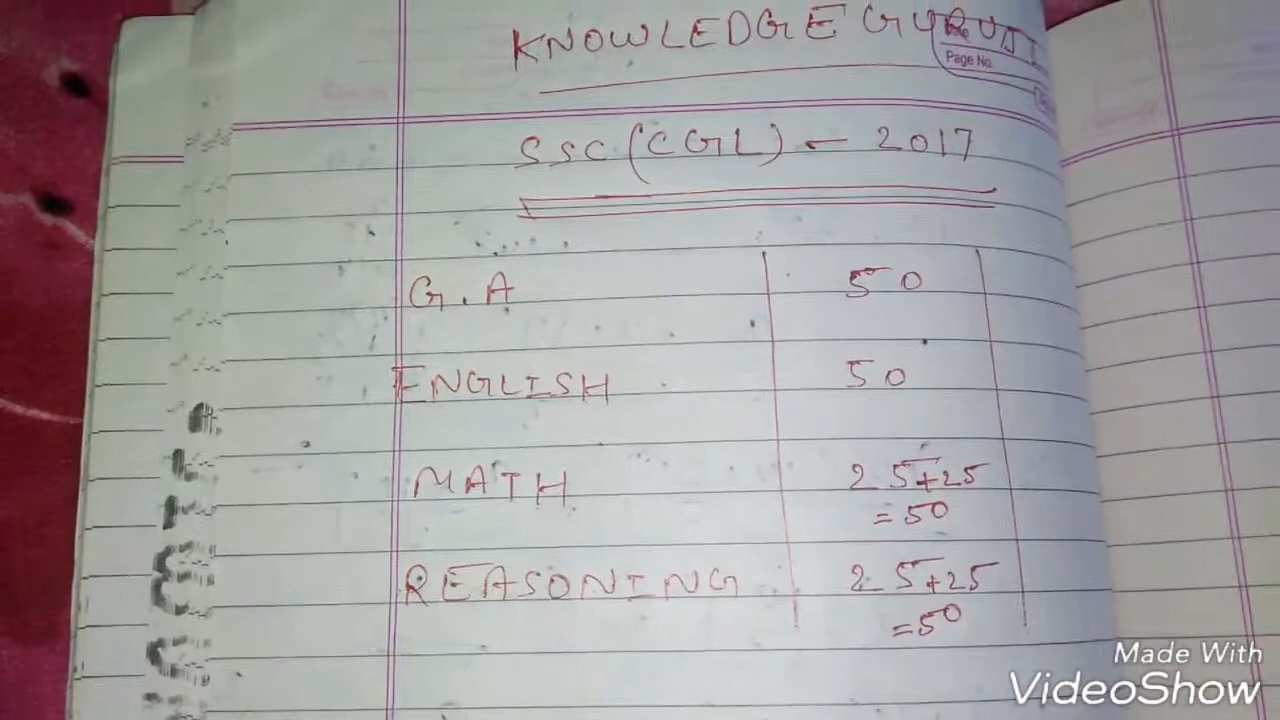 KNOWLEDGE GURUJI
Page No.
SSC (CGL) - 2017
G.A 50
ENGLISH 50
MATH 25+25
=50
REASONING 25+25
=50
Made With
VideoShow